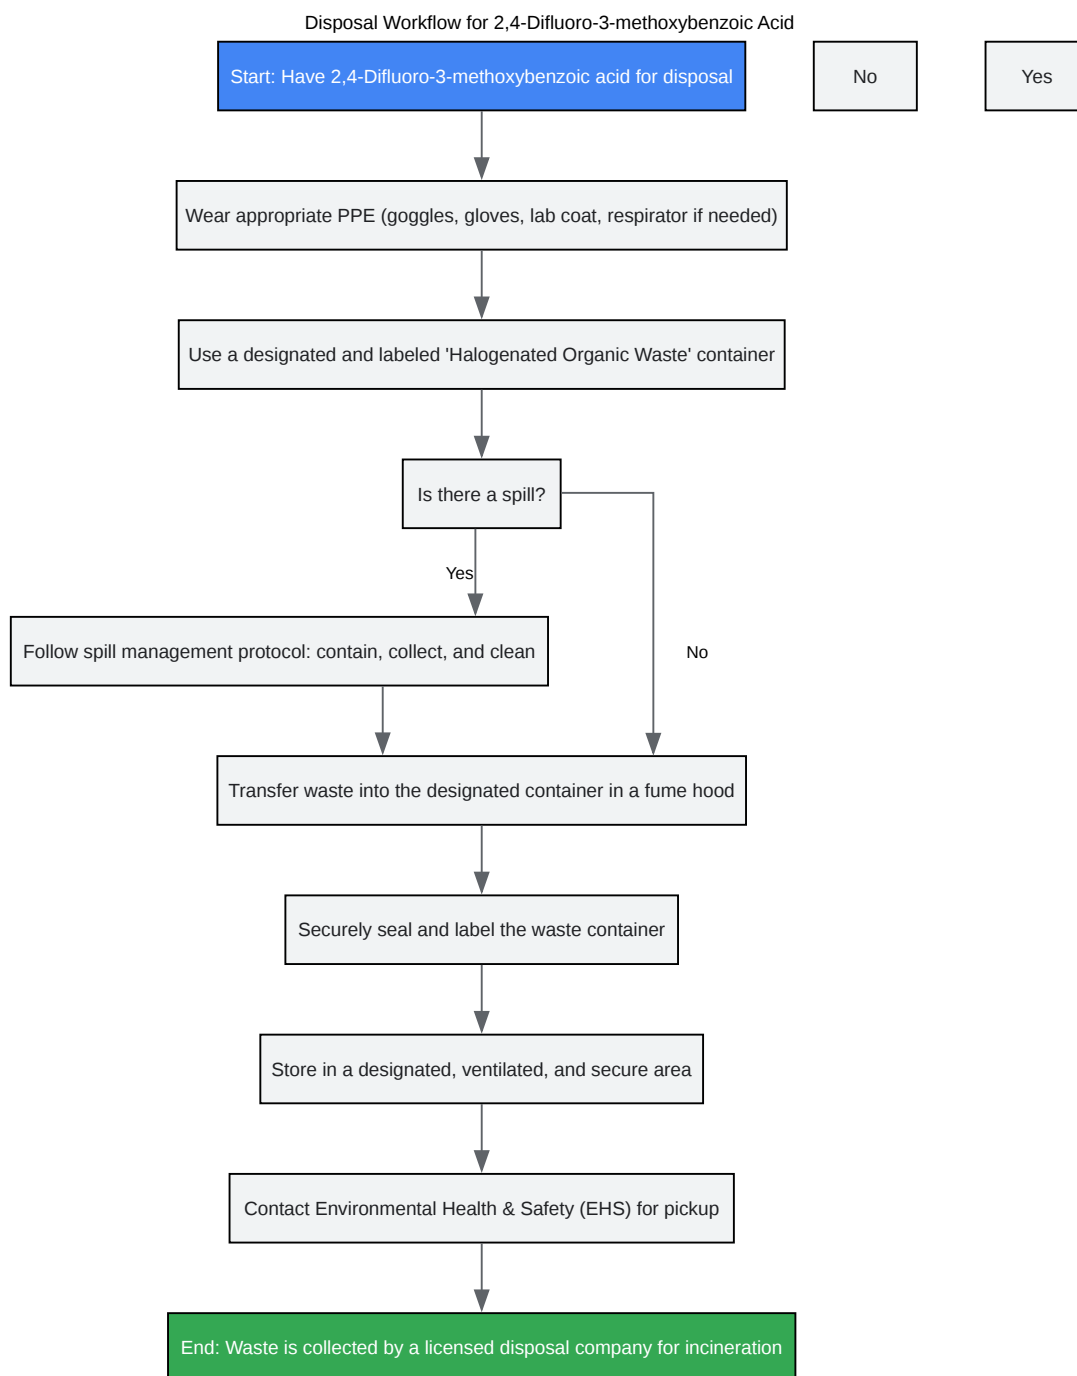 Disposal Workflow for 2,4-Difluoro-3-methoxybenzoic Acid
Start: Have 2,4-Difluoro-3-methoxybenzoic acid for disposal
No
Yes
Wear appropriate PPE (goggles, gloves, lab coat, respirator if needed)
Use a designated and labeled 'Halogenated Organic Waste' container
Is there a spill?
Yes
Follow spill management protocol: contain, collect, and clean
No
Transfer waste into the designated container in a fume hood
Securely seal and label the waste container
Store in a designated, ventilated, and secure area
Contact Environmental Health & Safety (EHS) for pickup
End: Waste is collected by a licensed disposal company for incineration